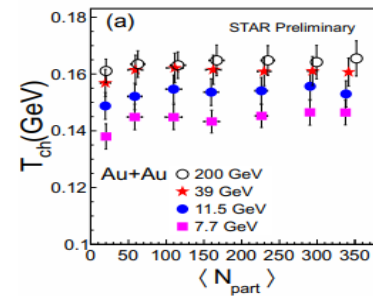 (a)
STAR Preliminary
T_ch(GeV)
0.18
0.16
0.14
0.12
0.1
Au+Au
200 GeV
39 GeV
11.5 GeV
7.7 GeV
0 50 100 150 200 250 300 350
⟨ N_part ⟩